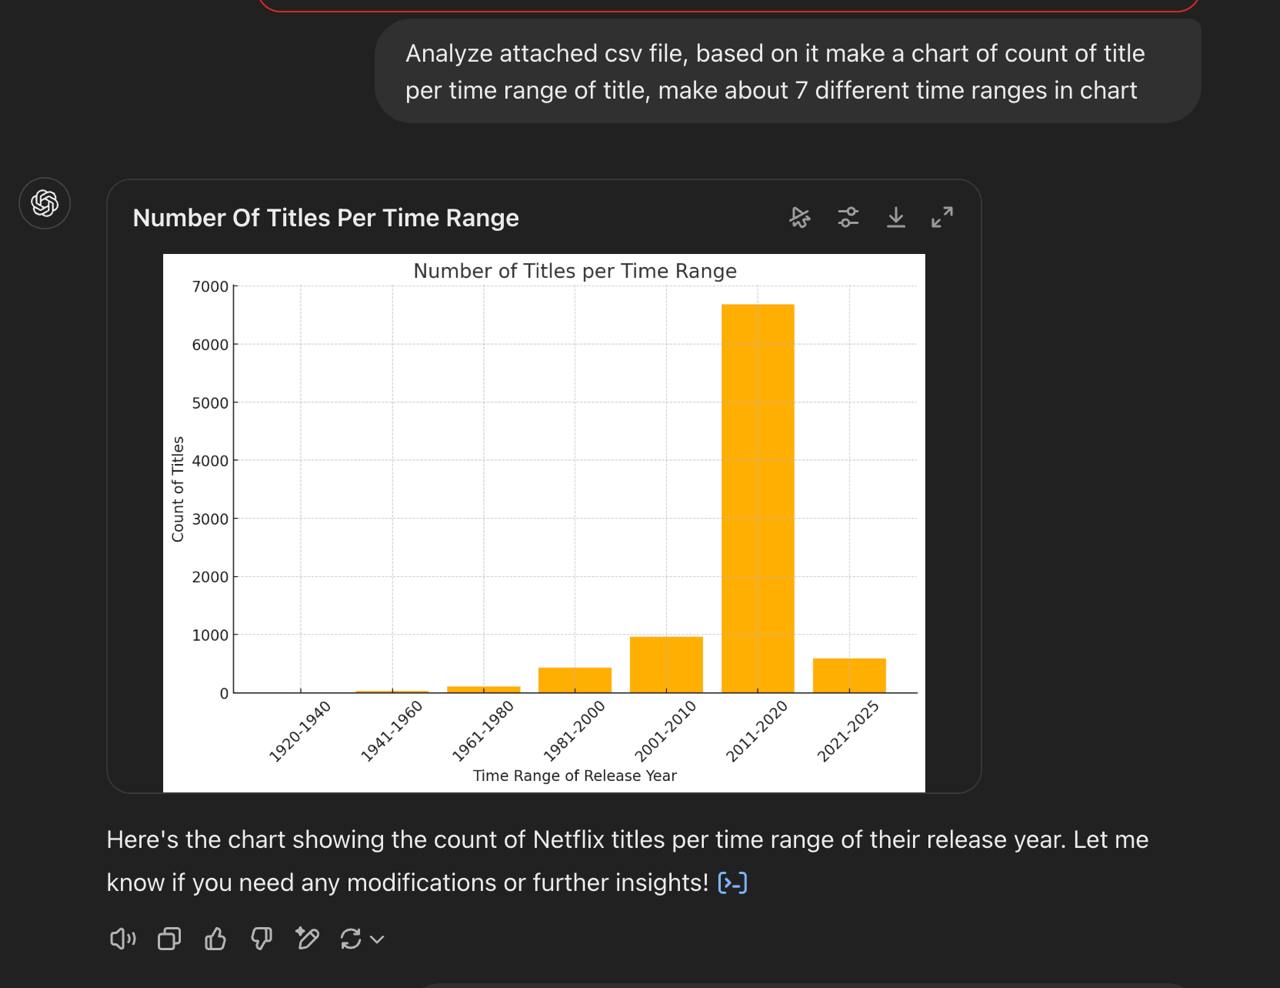 Analyze attached csv file, based on it make a chart of count of title
per time range of title, make about 7 different time ranges in chart
Number Of Titles Per Time Range
Number of Titles per Time Range
7000
6000
5000
4000
3000
2000
1000
0
Count of Titles
1920-1940
1941-1960
1961-1980
1981-2000
2001-2010
2011-2020
2021-2025
Time Range of Release Year
Here's the chart showing the count of Netflix titles per time range of their release year. Let me
know if you need any modifications or further insights!